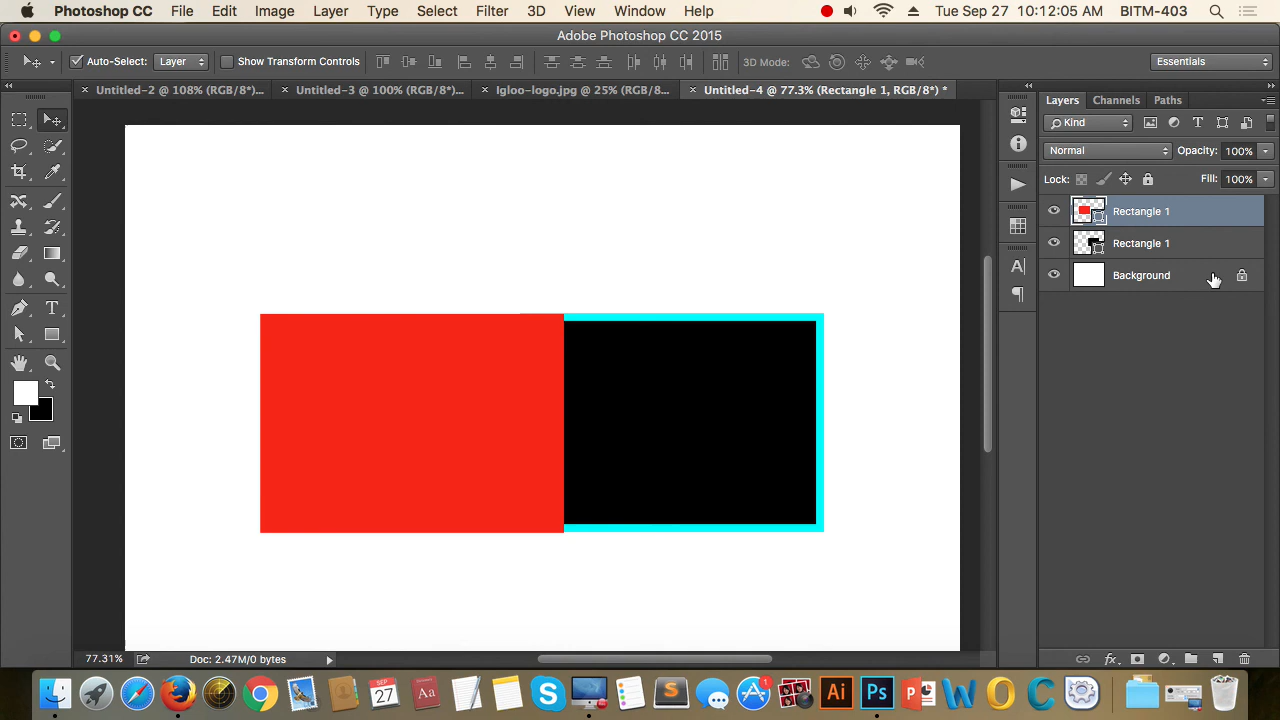 Photoshop CC File Edit Image Layer Type Select Filter 3D View Window Help Tue Sep 27 10:12:05 AM BITM-403
Adobe Photoshop CC 2015
Auto-Select: Layer Show Transform Controls 3D Mode: Essentials
Untitled-2 @ 108% (RGB/8*)... Untitled-3 @ 100% (RGB/8*)... Igloo-logo.jpg @ 25% (RGB/8... Untitled-4 @ 77.3% (Rectangle 1, RGB/8*) *
Layers Channels Paths
Kind
Normal Opacity: 100%
Lock: Fill: 100%
Rectangle 1
Rectangle 1
Background
77.31% Doc: 2.47M/0 bytes